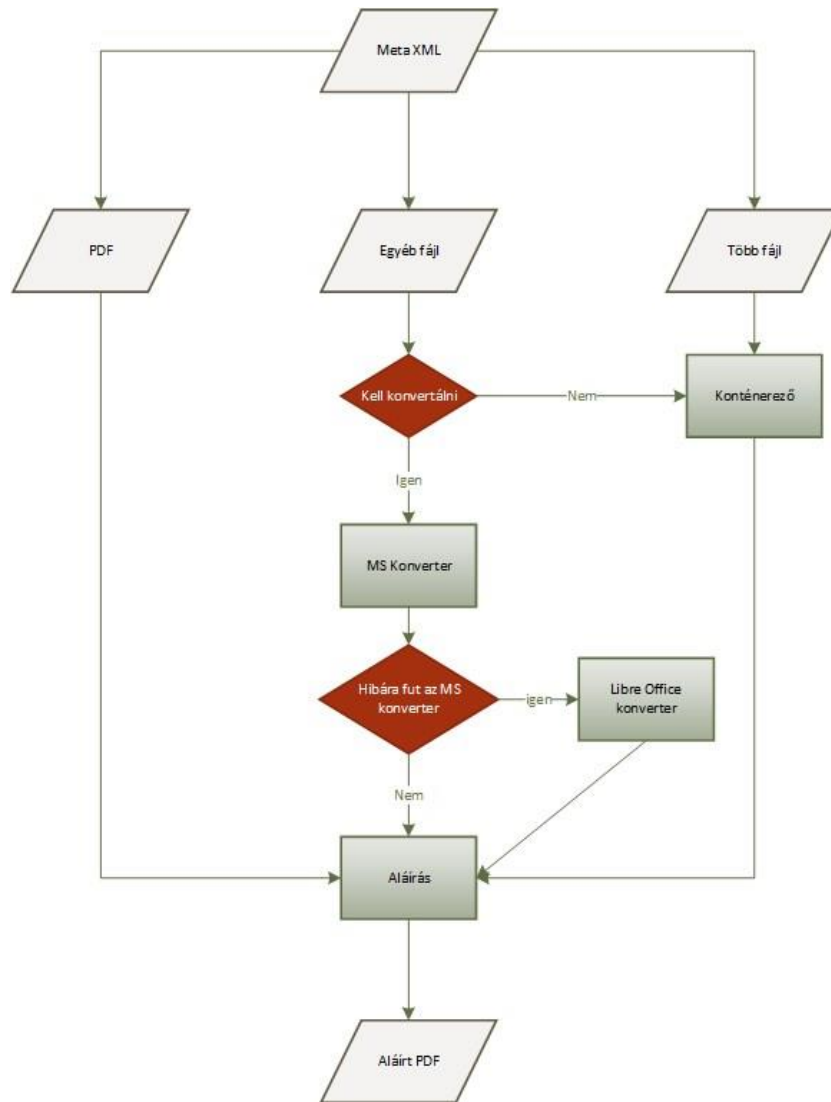 Meta XML
PDF
Egyéb fájl
Több fájl
Kell konvertálni
Nem
Konténerező
Igen
MS Konverter
Hibára fut az MS
konverter
igen
Libre Office
konverter
Nem
Aláírás
Aláírt PDF